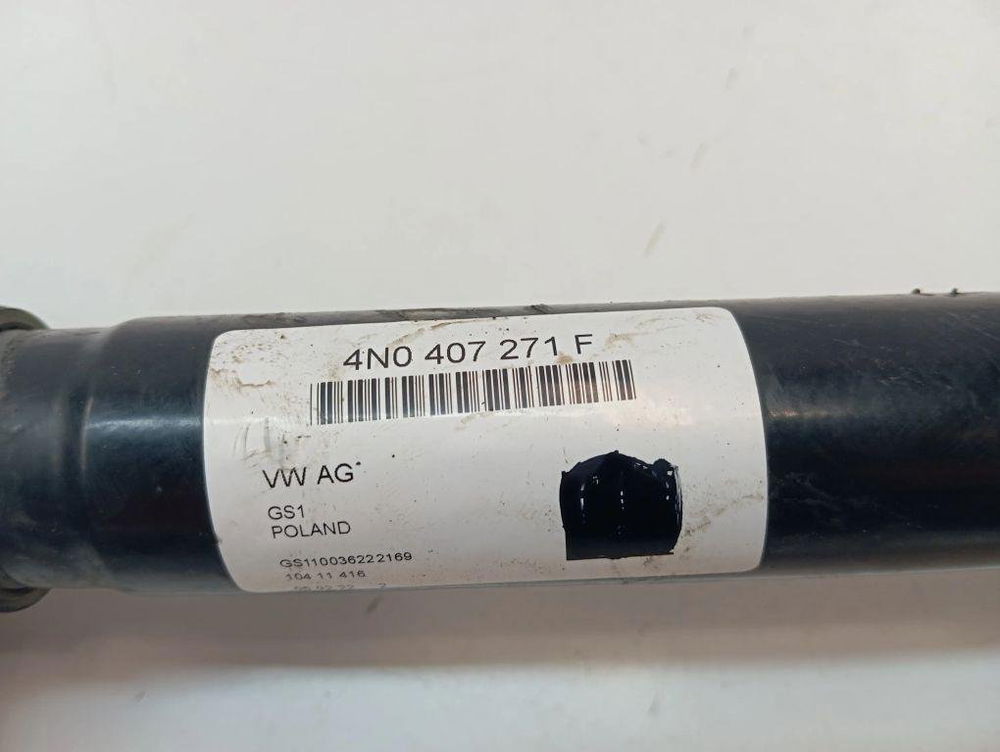 4N0 407 271 F
VW AG*
GS1
POLAND
GS110036222169
104 11 416